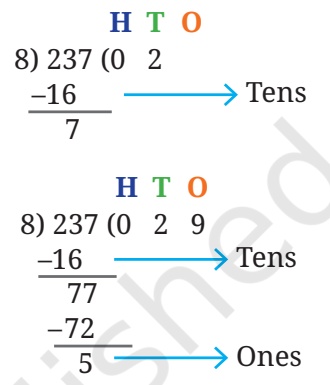 H T O
8) 237 (0 2
–16 Tens
7
H T O
8) 237 (0 2 9
–16 Tens
77
–72
5 Ones